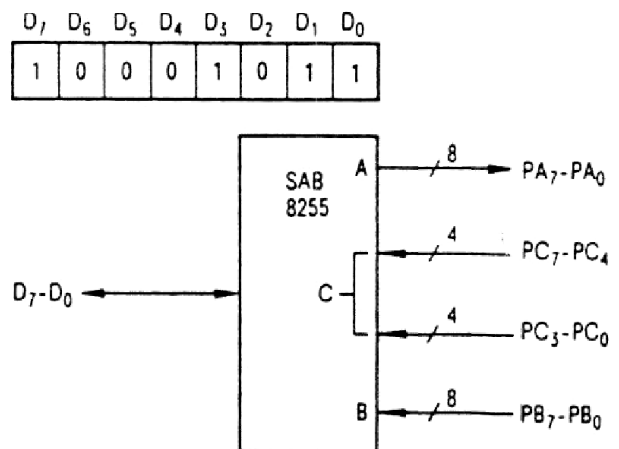 D7 D6 D5 D4 D3 D2 D1 D0
1 0 0 0 1 0 1 1
A
8
PA7-PA0
SAB
8255
4
PC7-PC4
D7-D0
C
4
PC3-PC0
B
8
PB7-PB0